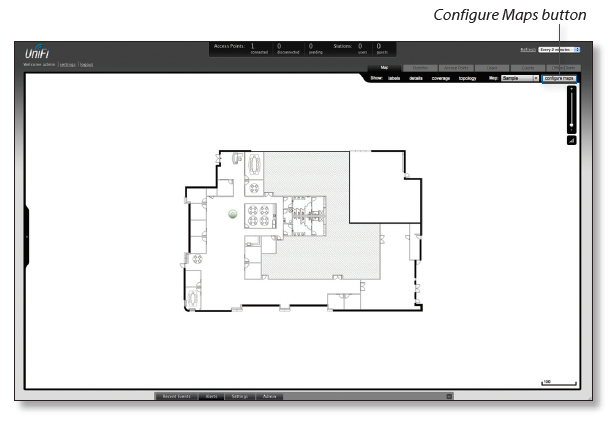 Configure Maps button
UniFi
Access Points: 1 connected 0 disconnected 0 pending Stations: 0 users 0 guests
Refresh Every 2 minutes
Welcome admin | settings | logout
Map Statistics Access Points Users Guests
Show: labels details coverage topology Map: Sample configure maps
+
100
Recent Events Alerts Settings Admin